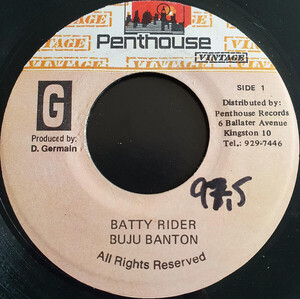 VINTAGE
VINTAGE
Penthouse
VINTAGE
SIDE 1
G
Distributed by:
Penthouse Records
6 Ballater Avenue
Kingston 10
Tel,: 929-7446
Produced by:
D. Germain
97,5
BATTY RIDER
BUJU BANTON
All Rights Reserved